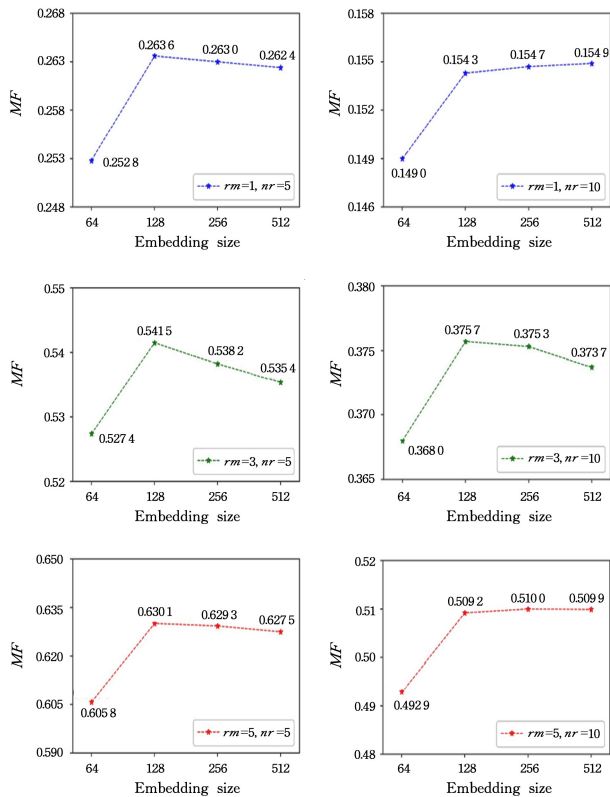 0.268
0.263
0.258
0.253
0.248
MF
0.252 8
0.263 6
0.263 0
0.262 4
rm=1, nr=5
64 128 256 512
Embedding size
0.158
0.155
0.152
0.149
0.146
MF
0.149 0
0.154 3
0.154 7
0.154 9
rm=1, nr=10
64 128 256 512
Embedding size
0.55
0.54
0.53
0.52
MF
0.527 4
0.541 5
0.538 2
0.535 4
rm=3, nr=5
64 128 256 512
Embedding size
0.380
0.375
0.370
0.365
MF
0.368 0
0.375 7
0.375 3
0.373 7
rm=3, nr=10
64 128 256 512
Embedding size
0.650
0.635
0.620
0.605
0.590
MF
0.605 8
0.630 1
0.629 3
0.627 5
rm=5, nr=5
64 128 256 512
Embedding size
0.52
0.51
0.50
0.49
0.48
MF
0.492 9
0.509 2
0.510 0
0.509 9
rm=5, nr=10
64 128 256 512
Embedding size